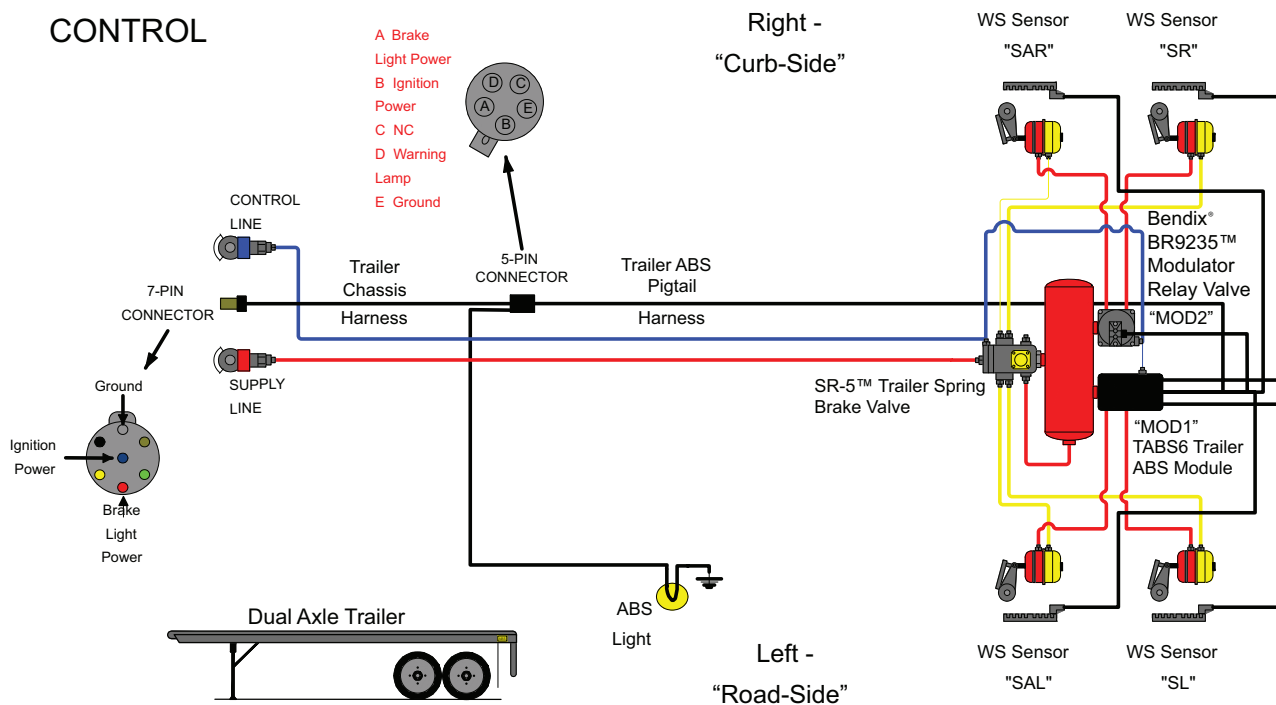 CONTROL
A Brake
Light Power
B Ignition
Power
C NC
D Warning
Lamp
E Ground
D
C
A
E
B
Right -
“Curb-Side”
WS Sensor
"SAR"
WS Sensor
"SR"
CONTROL
LINE
7-PIN
CONNECTOR
Trailer
Chassis
Harness
5-PIN
CONNECTOR
Trailer ABS
Pigtail
Harness
Bendix®
BR9235™
Modulator
Relay Valve
“MOD2”
SUPPLY
LINE
SR-5™ Trailer Spring
Brake Valve
“MOD1”
TABS6 Trailer
ABS Module
Ground
Ignition
Power
Brake
Light
Power
Dual Axle Trailer
ABS
Light
Left -
“Road-Side”
WS Sensor
"SAL"
WS Sensor
"SL"